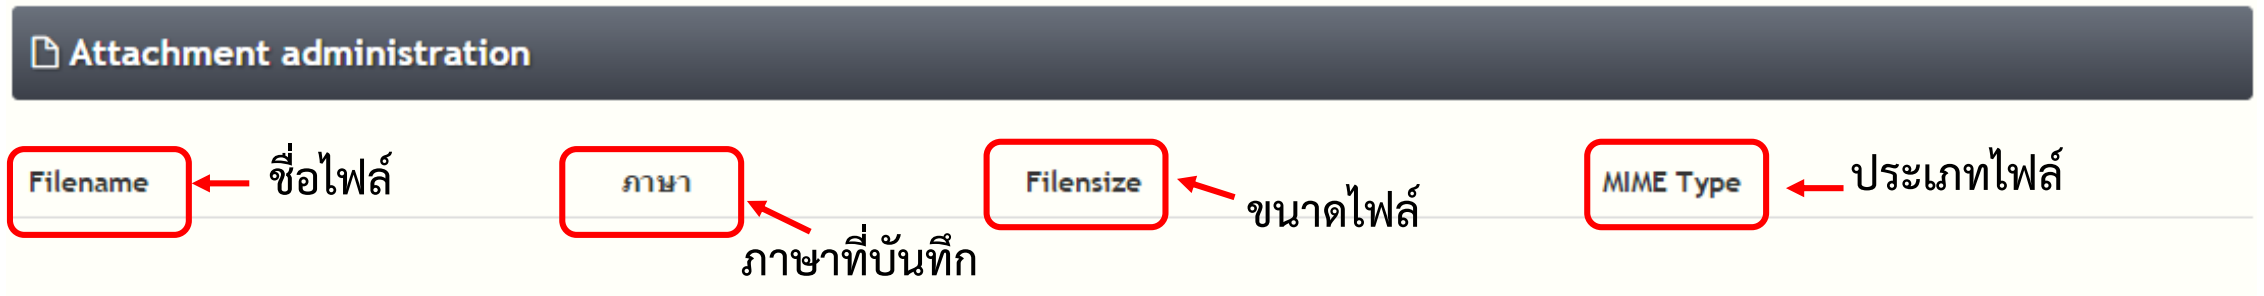 Attachment administration
Filename
ชื่อไฟล์
ภาษา
Filensize
MIME Type
ประเภทไฟล์
ขนาดไฟล์
ภาษาที่บันทึก